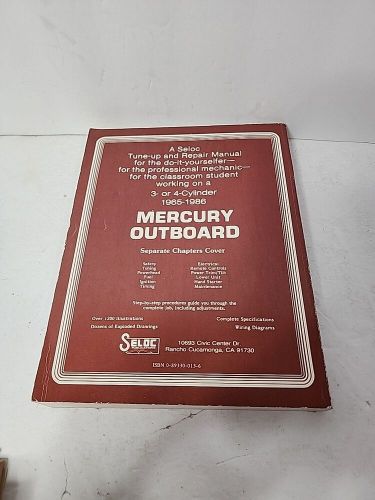 A Seloc
Tune-up and Repair Manual
for the do-it-yourselfer—
for the professional mechanic—
for the classroom student
working on a
3- or 4-Cylinder
1965-1986
MERCURY
OUTBOARD
Separate Chapters Cover
Safety
Tuning
Powerhead
Fuel
Ignition
Timing
Electrical
Remote Controls
Power Trim/Tilt
Lower Unit
Hand Starter
Maintenance
Step-by-step procedures guide you through the
complete job, including adjustments.
Over 1200 Illustrations
Dozens of Exploded Drawings
Complete Specifications
Wiring Diagrams
SELOC
10693 Civic Center Dr
Rancho Cucamonga, CA 91730
ISBN 0-89330-013-6